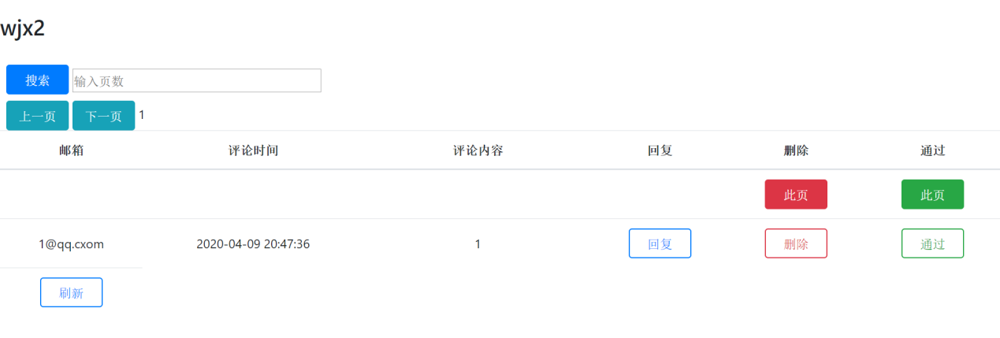 wjx2
搜索 输入页数
上一页 下一页 1
邮箱 评论时间 评论内容 回复 删除 通过
此页 此页
1@qq.cxom 2020-04-09 20:47:36 1 回复 删除 通过
刷新